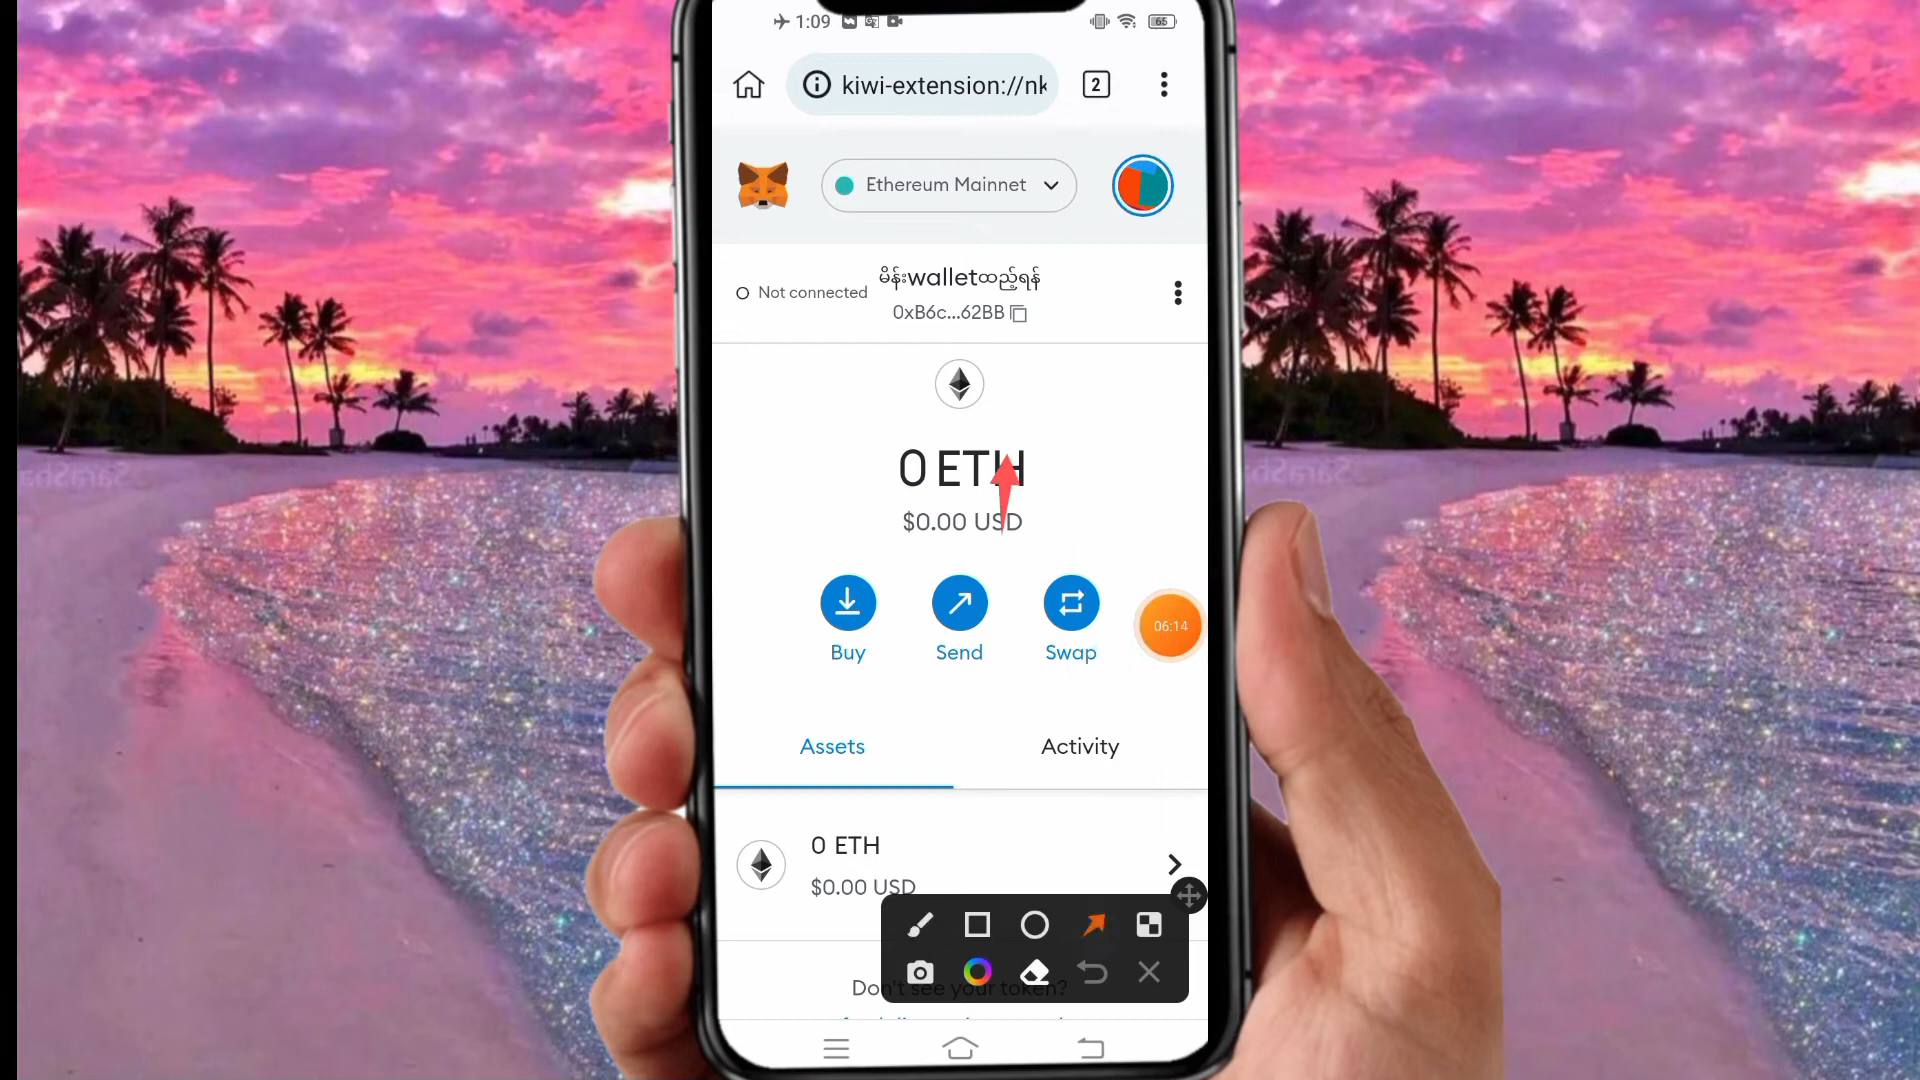 1:09
65
kiwi-extension://nk
2
Ethereum Mainnet
Not connected
မိန်းwalletထည့်ရန်
0xB6c...62BB
0 ETH
$0.00 USD
Buy
Send
Swap
06:14
Assets
Activity
0 ETH
$0.00 USD
Don't see your token?